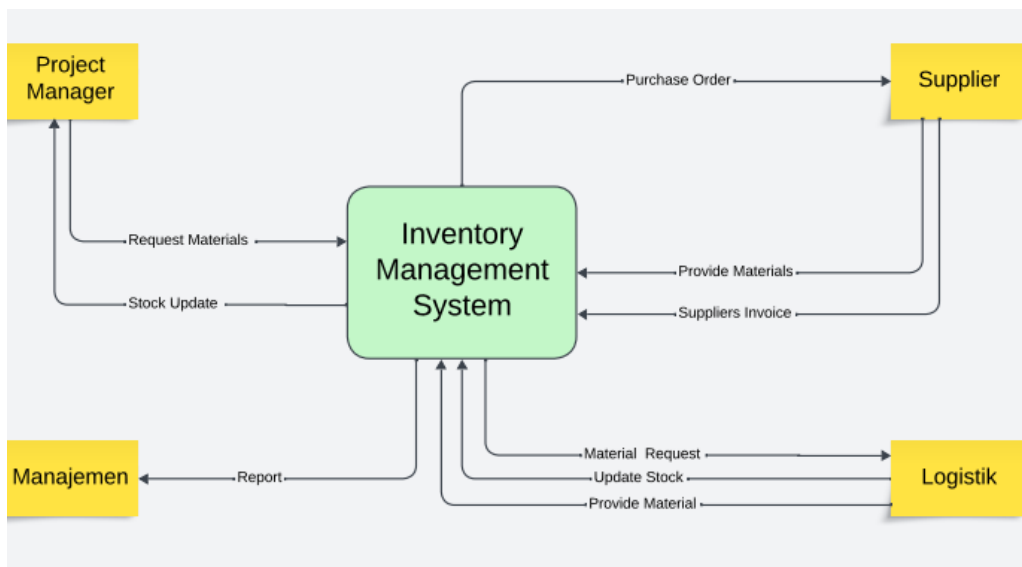 Project
Manager
Purchase Order
Supplier
Request Materials
Inventory
Management
System
Provide Materials
Stock Update
Suppliers Invoice
Manajemen
Report
Material Request
Update Stock
Provide Material
Logistik